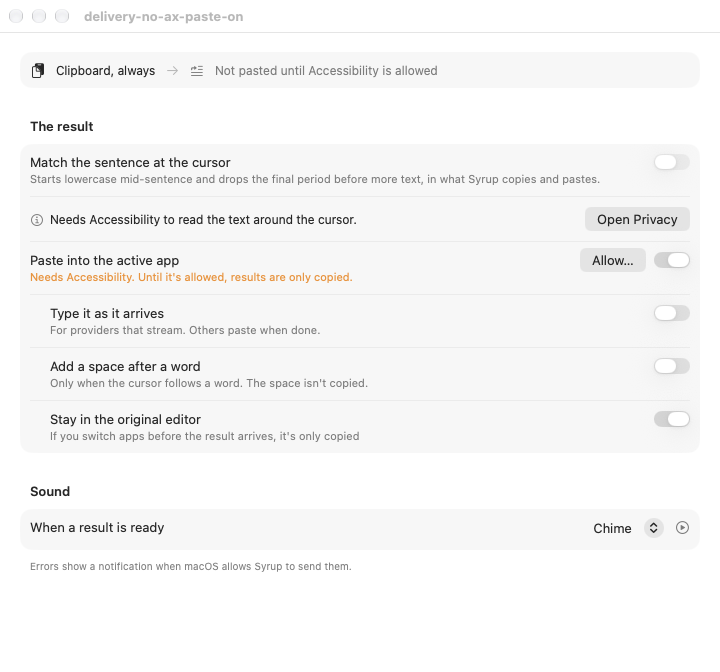 delivery-no-ax-paste-on
Clipboard, always → Not pasted until Accessibility is allowed
The result
Match the sentence at the cursor
Starts lowercase mid-sentence and drops the final period before more text, in what Syrup copies and pastes.
Needs Accessibility to read the text around the cursor. Open Privacy
Paste into the active app Allow...
Needs Accessibility. Until it's allowed, results are only copied.
Type it as it arrives
For providers that stream. Others paste when done.
Add a space after a word
Only when the cursor follows a word. The space isn't copied.
Stay in the original editor
If you switch apps before the result arrives, it's only copied
Sound
When a result is ready Chime
Errors show a notification when macOS allows Syrup to send them.